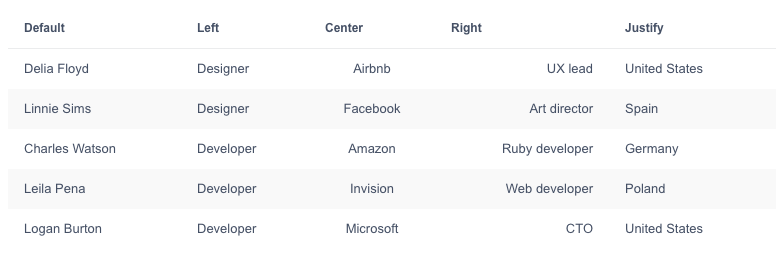 Default Left Center Right Justify
Delia Floyd Designer Airbnb UX lead United States
Linnie Sims Designer Facebook Art director Spain
Charles Watson Developer Amazon Ruby developer Germany
Leila Pena Developer Invision Web developer Poland
Logan Burton Developer Microsoft CTO United States